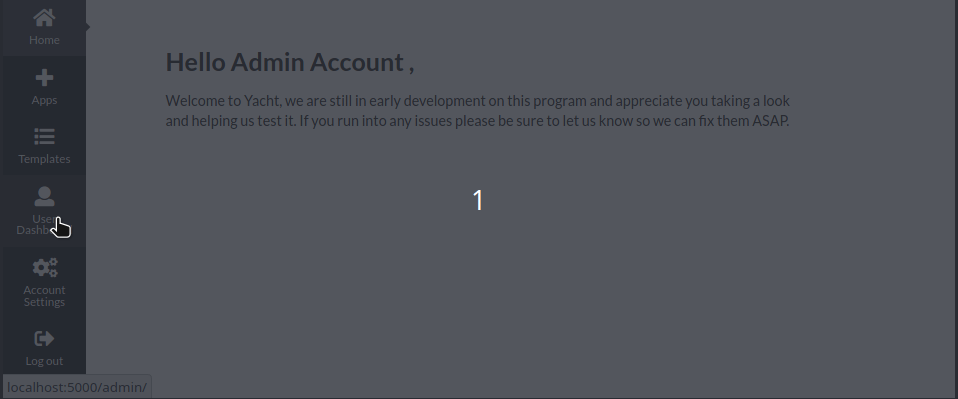 Home
Apps
Templates
User
Account
Settings
Log out
Hello Admin Account ,
Welcome to Yacht, we are still in early development on this program and appreciate you taking a look
and helping us test it. If you run into any issues please be sure to let us know so we can fix them ASAP.
1
localhost:5000/admin/